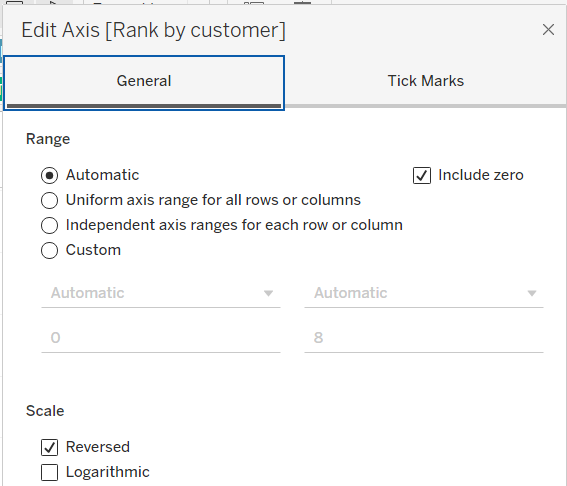 Edit Axis [Rank by customer]
General
Tick Marks
Range
Automatic
Include zero
Uniform axis range for all rows or columns
Independent axis ranges for each row or column
Custom
Automatic
Automatic
0
8
Scale
Reversed
Logarithmic